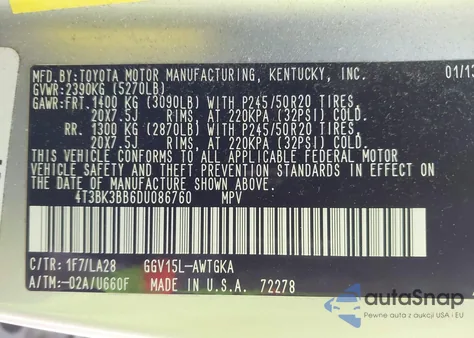 MFD.BY:TOYOTA MOTOR MANUFACTURING, KENTUCKY, INC. 01/13
GVWR:2390KG (5270LB)
GAWR:FRT. 1400 KG (3090LB) WITH P245/50R20 TIRES,
20X7.5J RIMS, AT 220KPA (32PSI) COLD.
RR. 1300 KG (2870LB) WITH P245/50R20 TIRES,
20X7.5J RIMS, AT 220KPA (32PSI) COLD.
THIS VEHICLE CONFORMS TO ALL APPLICABLE FEDERAL MOTOR
VEHICLE SAFETY AND THEFT PREVENTION STANDARDS IN EFFECT ON
THE DATE OF MANUFACTURE SHOWN ABOVE.
4T3BK3BB6DU086760 MPV
C/TR: 1F7/LA28 GGV15L-AWTGKA
A/TM:-02A/U660F MADE IN U.S.A. 72278
autoSnap
Pewne auta z aukcji USA i EU